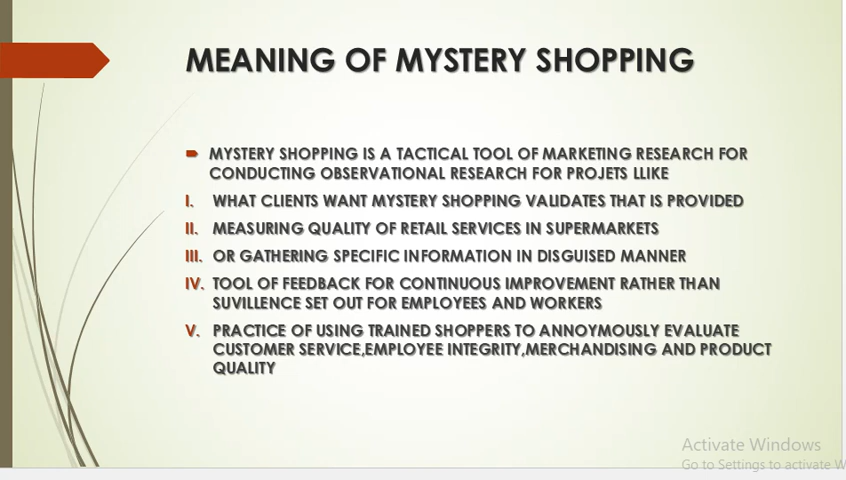 MEANING OF MYSTERY SHOPPING
MYSTERY SHOPPING IS A TACTICAL TOOL OF MARKETING RESEARCH FOR
CONDUCTING OBSERVATIONAL RESEARCH FOR PROJETS LLIKE
I. WHAT CLIENTS WANT MYSTERY SHOPPING VALIDATES THAT IS PROVIDED
II. MEASURING QUALITY OF RETAIL SERVICES IN SUPERMARKETS
III. OR GATHERING SPECIFIC INFORMATION IN DISGUISED MANNER
IV. TOOL OF FEEDBACK FOR CONTINUOUS IMPROVEMENT RATHER THAN
SUVILLENCE SET OUT FOR EMPLOYEES AND WORKERS
V. PRACTICE OF USING TRAINED SHOPPERS TO ANNOYMOUSLY EVALUATE
CUSTOMER SERVICE,EMPLOYEE INTEGRITY,MERCHANDISING AND PRODUCT
QUALITY
Activate Windows
Go to Settings to activate W